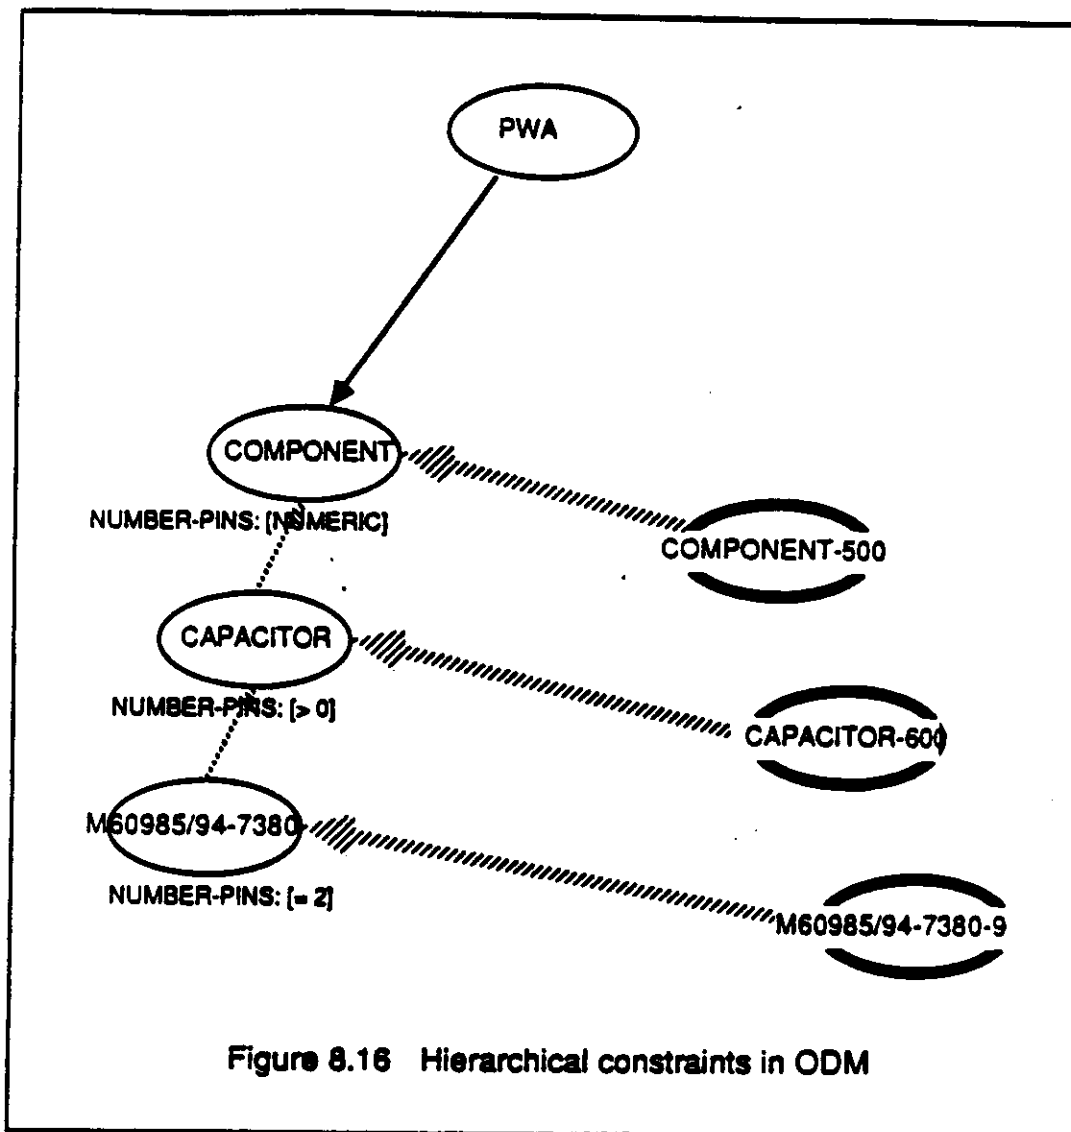 PWA
COMPONENT
NUMBER-PINS: [NUMERIC]
COMPONENT-500
CAPACITOR
NUMBER-PINS: [> 0]
CAPACITOR-600
M60985/94-7380
NUMBER-PINS: [= 2]
M60985/94-7380-9
Figure 8.16 Hierarchical constraints in ODM